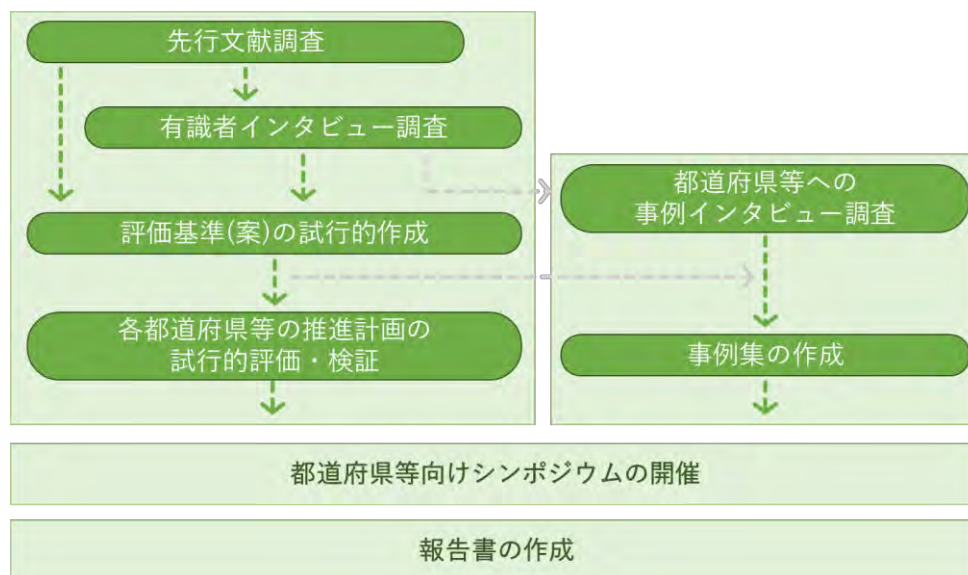 先行文献調査
有識者インタビュー調査
評価基準(案)の試行的作成
各都道府県等の推進計画の
試行的評価・検証
都道府県等への
事例インタビュー調査
事例集の作成
都道府県等向けシンポジウムの開催
報告書の作成